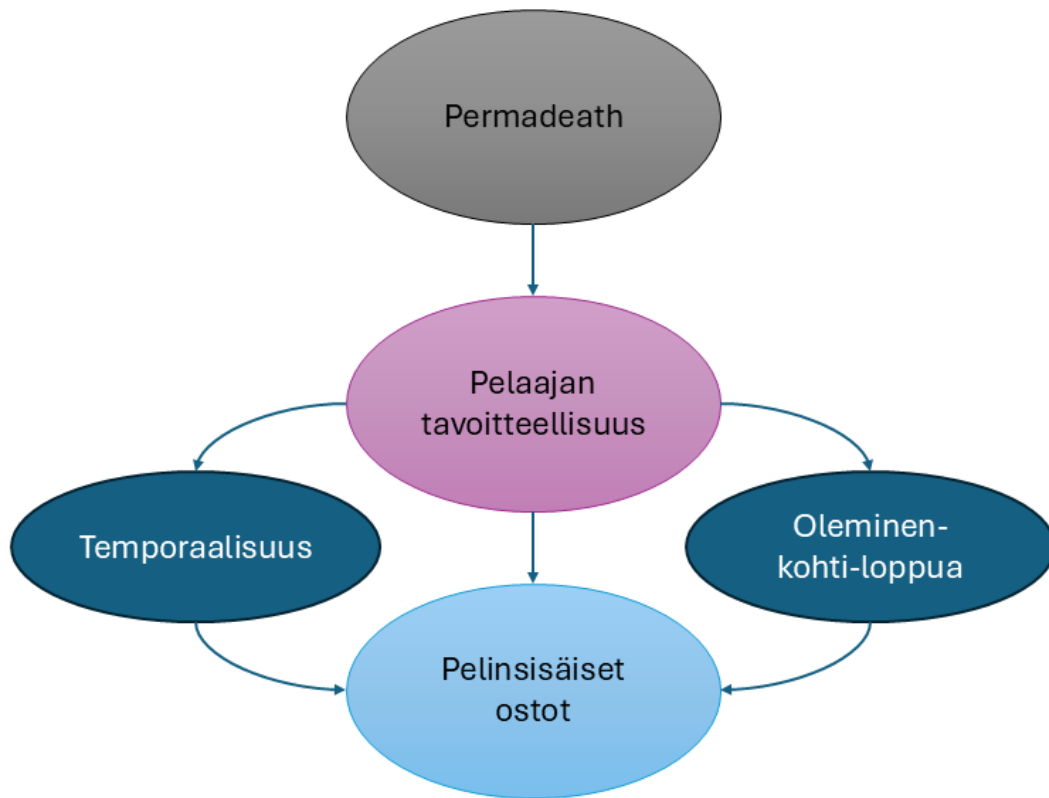 Permadeath
Pelaajan
tavoitteellisuus
Temporaalisuus
Oleminen-
kohti-loppua
Pelinsisäiset
ostot